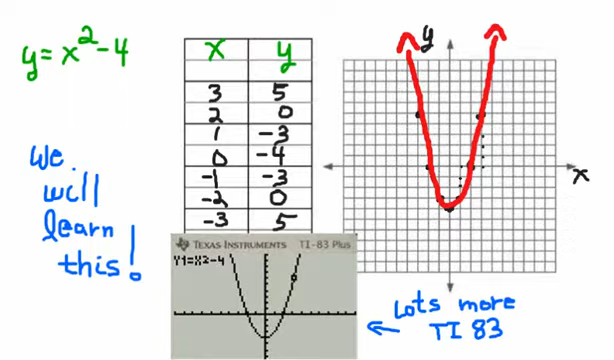 y=x²-4
We
will
learn
this!
x y
3 5
2 0
1 -3
0 -4
-1 -3
-2 0
-3 5
y
x
TEXAS INSTRUMENTS TI-83 Plus
Y1=X2-4
Lots more
TI 83